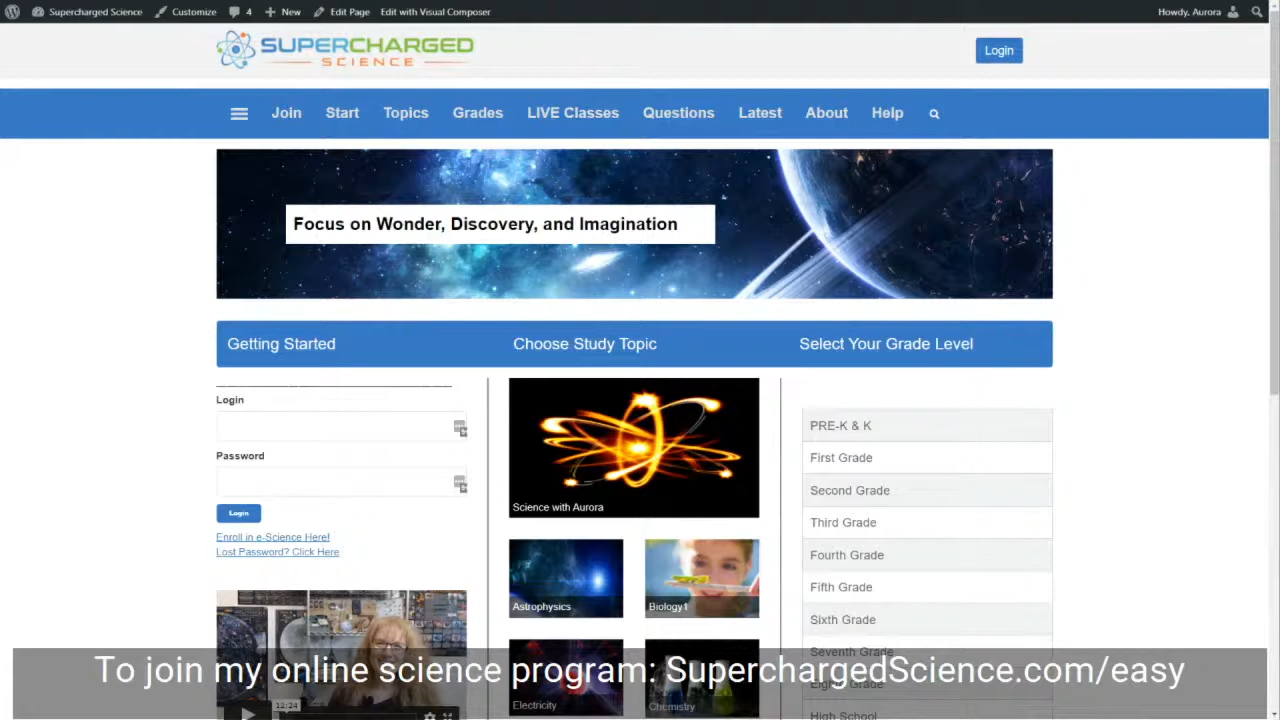 Supercharged Science Customize 4 New Edit Page Edit with Visual Composer Howdy, Aurora
SUPERCHARGED
SCIENCE
Login
Join Start Topics Grades LIVE Classes Questions Latest About Help
Focus on Wonder, Discovery, and Imagination
Getting Started Choose Study Topic Select Your Grade Level
Login
Password
Login
Enroll in e-Science Here!
Lost Password? Click Here
12:24
Science with Aurora
Astrophysics Biology1
Electricity Chemistry
PRE-K & K
First Grade
Second Grade
Third Grade
Fourth Grade
Fifth Grade
Sixth Grade
Seventh Grade
Eighth Grade
High School
To join my online science program: SuperchargedScience.com/easy